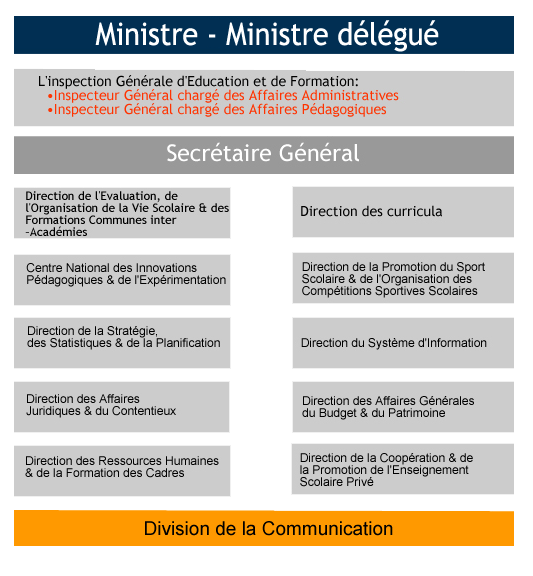 Ministre - Ministre délégué
L'inspection Générale d'Education et de Formation:
•Inspecteur Général chargé des Affaires Administratives
•Inspecteur Général chargé des Affaires Pédagogiques
Secrétaire Général
Direction de l'Evaluation, de
l'Organisation de la Vie Scolaire & des
Formations Communes inter
-Académies
Direction des curricula
Centre National des Innovations
Pédagogiques & de l'Expérimentation
Direction de la Promotion du Sport
Scolaire & de l'Organisation des
Compétitions Sportives Scolaires
Direction de la Stratégie,
des Statistiques & de la Planification
Direction du Système d'Information
Direction des Affaires
Juridiques & du Contentieux
Direction des Affaires Générales
du Budget & du Patrimoine
Direction des Ressources Humaines
& de la Formation des Cadres
Direction de la Coopération & de
la Promotion de l'Enseignement
Scolaire Privé
Division de la Communication